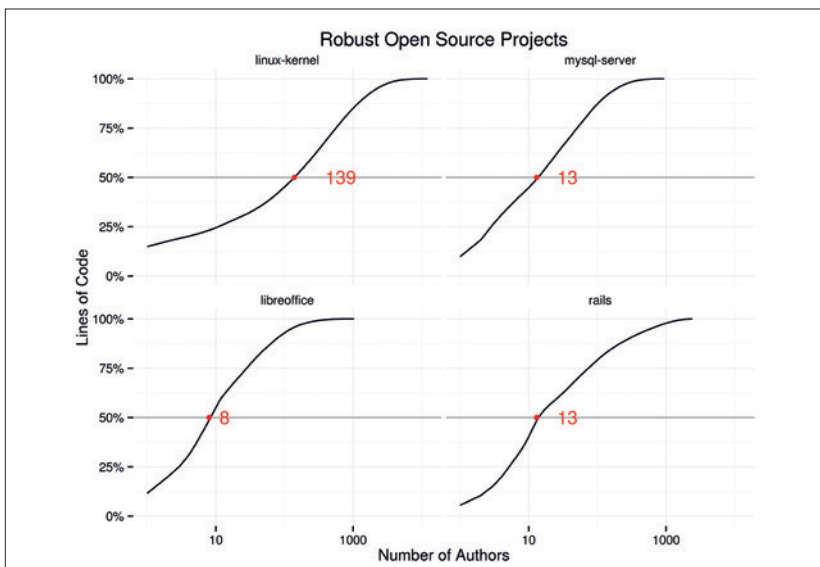 Robust Open Source Projects
linux-kernel
mysql-server
100%
75%
50%
25%
0%
139
13
Lines of Code
libreoffice
rails
100%
75%
50%
25%
0%
8
13
10
1000
10
1000
Number of Authors